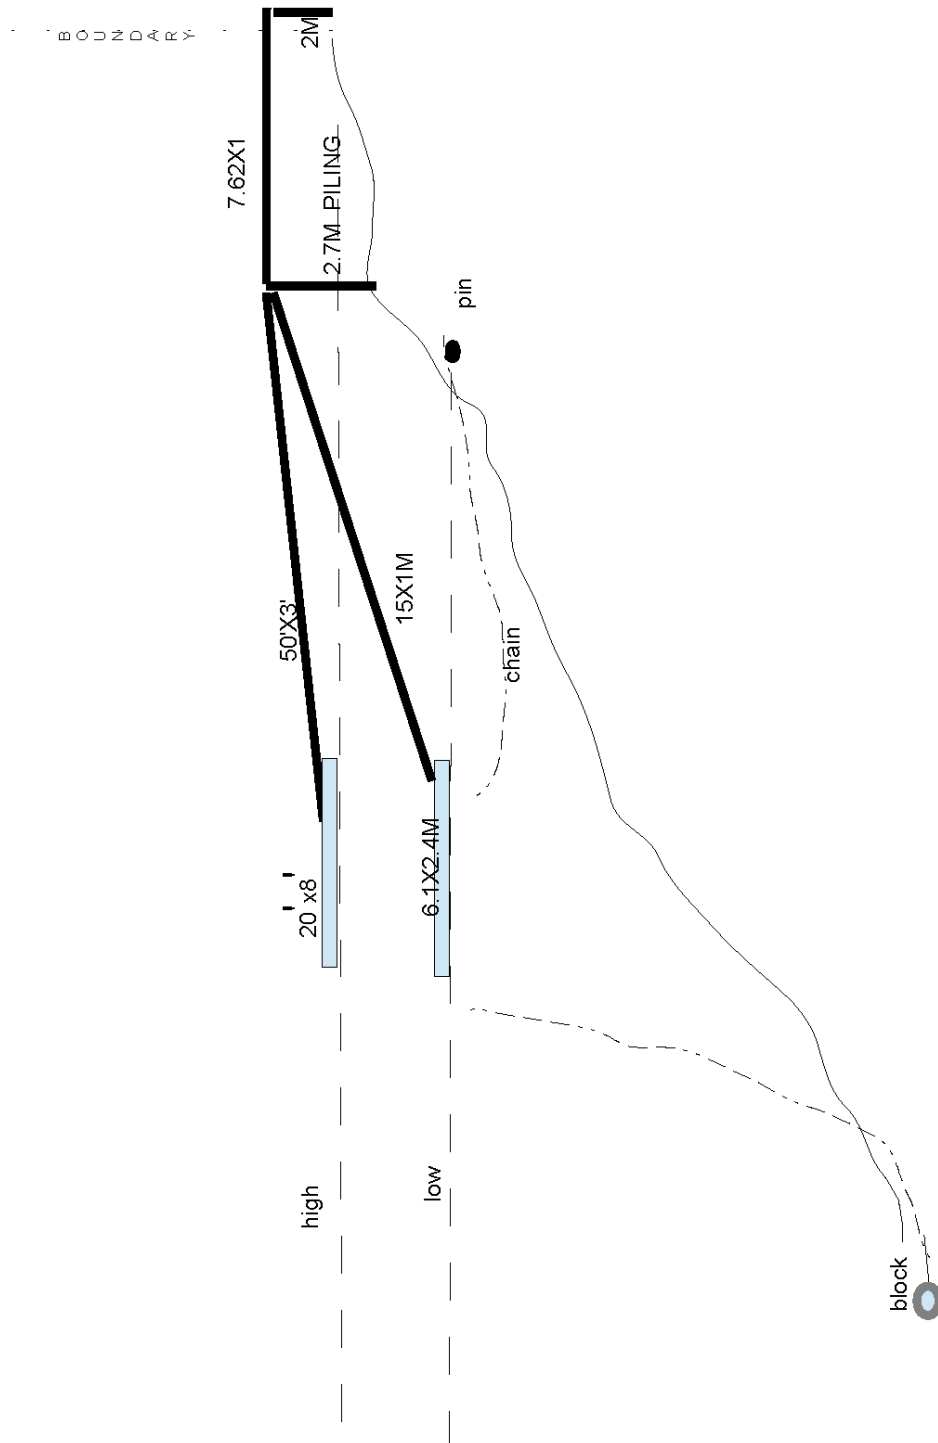 BOUNDARY
2M
7.62X1
2.7M PILING
pin
50'X3'
15X1M
chain
20 x8
6.1X2.4M
high
low
block